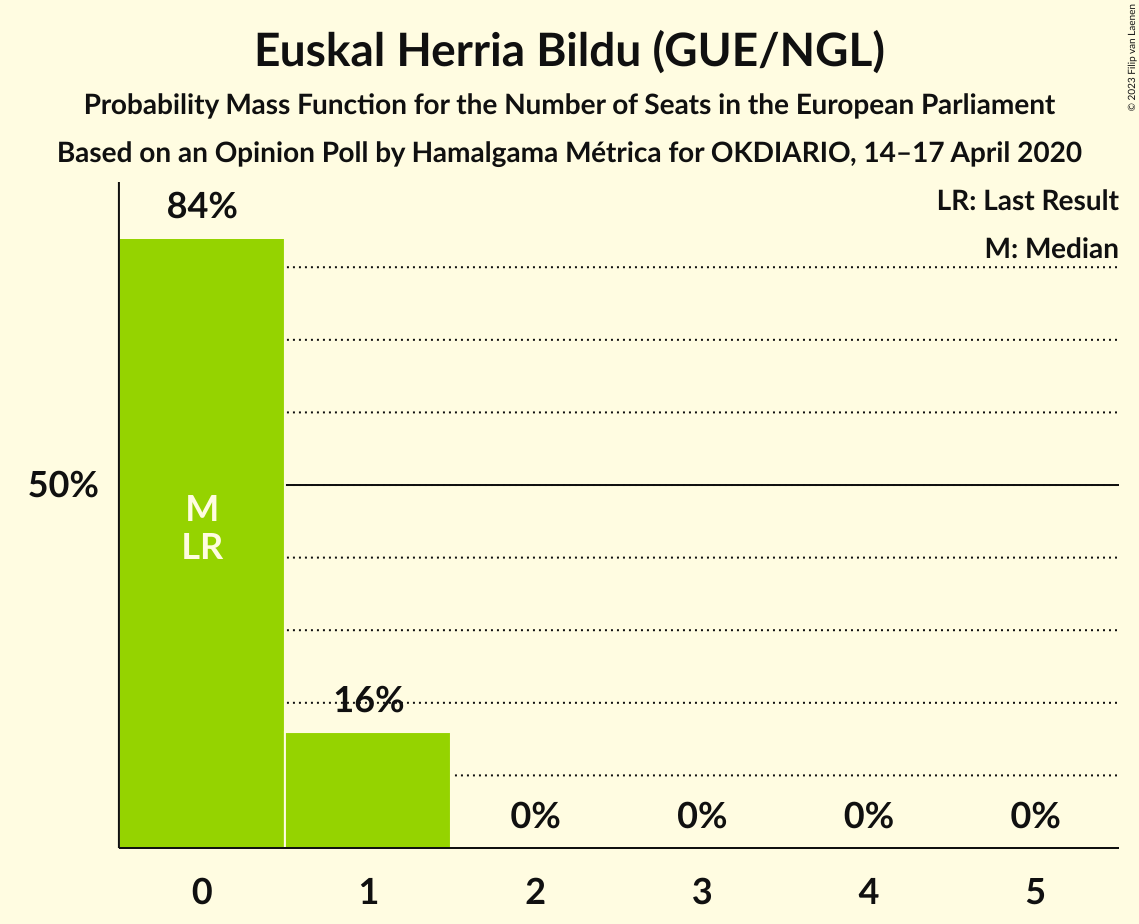 Euskal Herria Bildu (GUE/NGL)
Probability Mass Function for the Number of Seats in the European Parliament
Based on an Opinion Poll by Hamalgama Métrica for OKDIARIO, 14–17 April 2020
© 2023 Filip van Laenen
LR: Last Result
M: Median
84%
50%
M
LR
16%
0%
0%
0%
0%
0
1
2
3
4
5